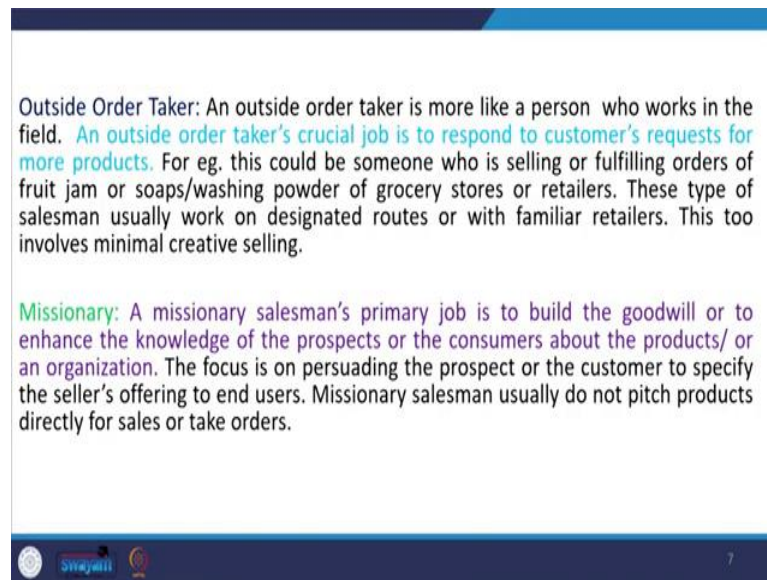 Outside Order Taker: An outside order taker is more like a person who works in the
field. An outside order taker's crucial job is to respond to customer's requests for
more products. For eg. this could be someone who is selling or fulfilling orders of
fruit jam or soaps/washing powder of grocery stores or retailers. These type of
salesman usually work on designated routes or with familiar retailers. This too
involves minimal creative selling.
Missionary: A missionary salesman's primary job is to build the goodwill or to
enhance the knowledge of the prospects or the consumers about the products/ or
an organization. The focus is on persuading the prospect or the customer to specify
the seller's offering to end users. Missionary salesman usually do not pitch products
directly for sales or take orders.
swayam
7